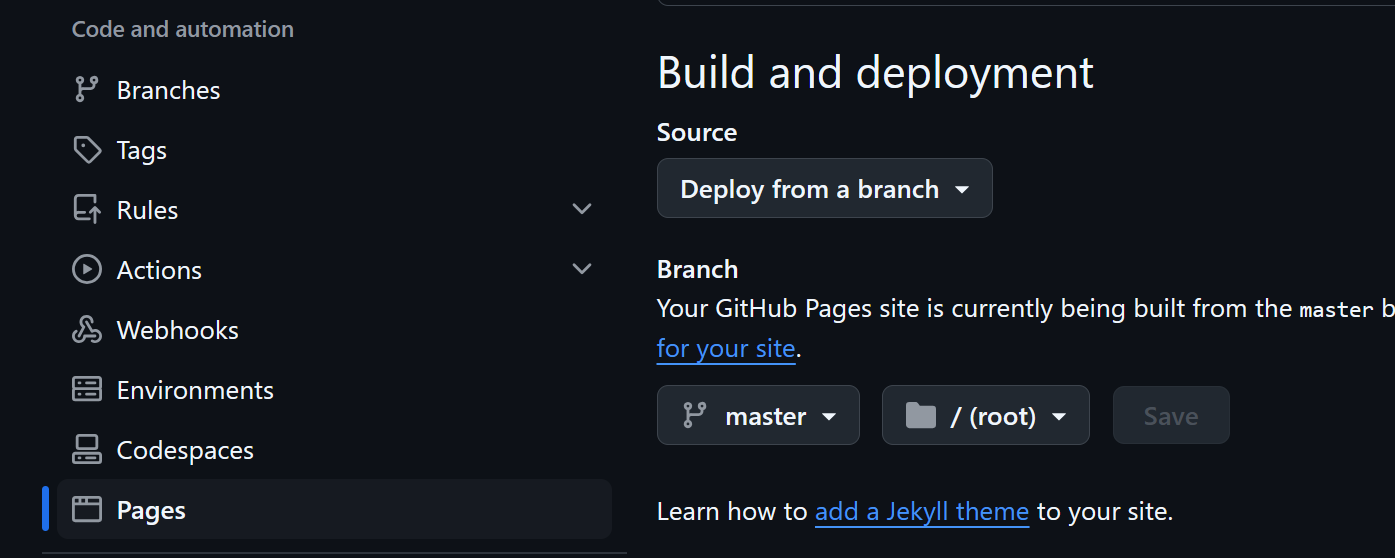 Code and automation
Branches
Tags
Rules
Actions
Webhooks
Environments
Codespaces
Pages
Build and deployment
Source
Deploy from a branch
Branch
Your GitHub Pages site is currently being built from the master
for your site.
master
/ (root)
Save
Learn how to add a Jekyll theme to your site.